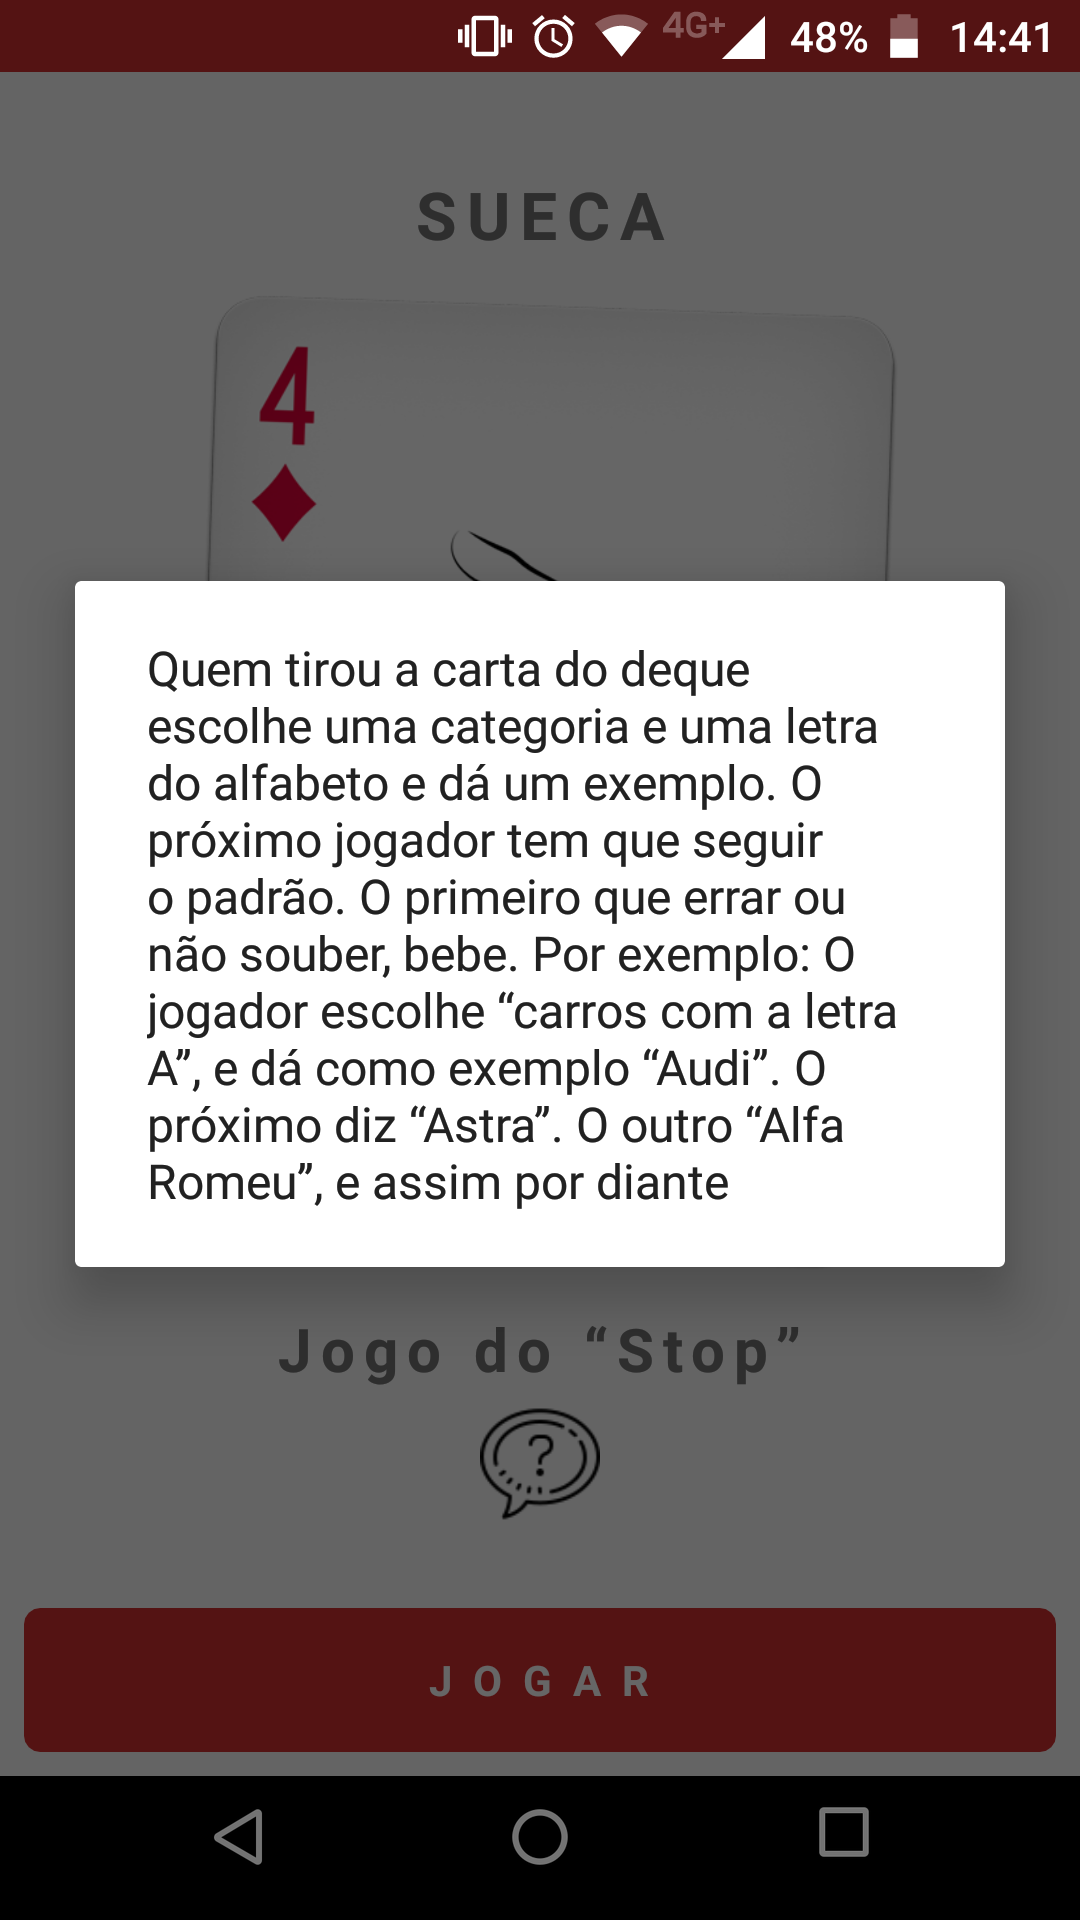 4G+ 48% 14:41
SUECA
4
Quem tirou a carta do deque
escolhe uma categoria e uma letra
do alfabeto e dá um exemplo. O
próximo jogador tem que seguir
o padrão. O primeiro que errar ou
não souber, bebe. Por exemplo: O
jogador escolhe “carros com a letra
A”, e dá como exemplo “Audi”. O
próximo diz “Astra”. O outro “Alfa
Romeu”, e assim por diante
Jogo do “Stop”
?
JOGAR